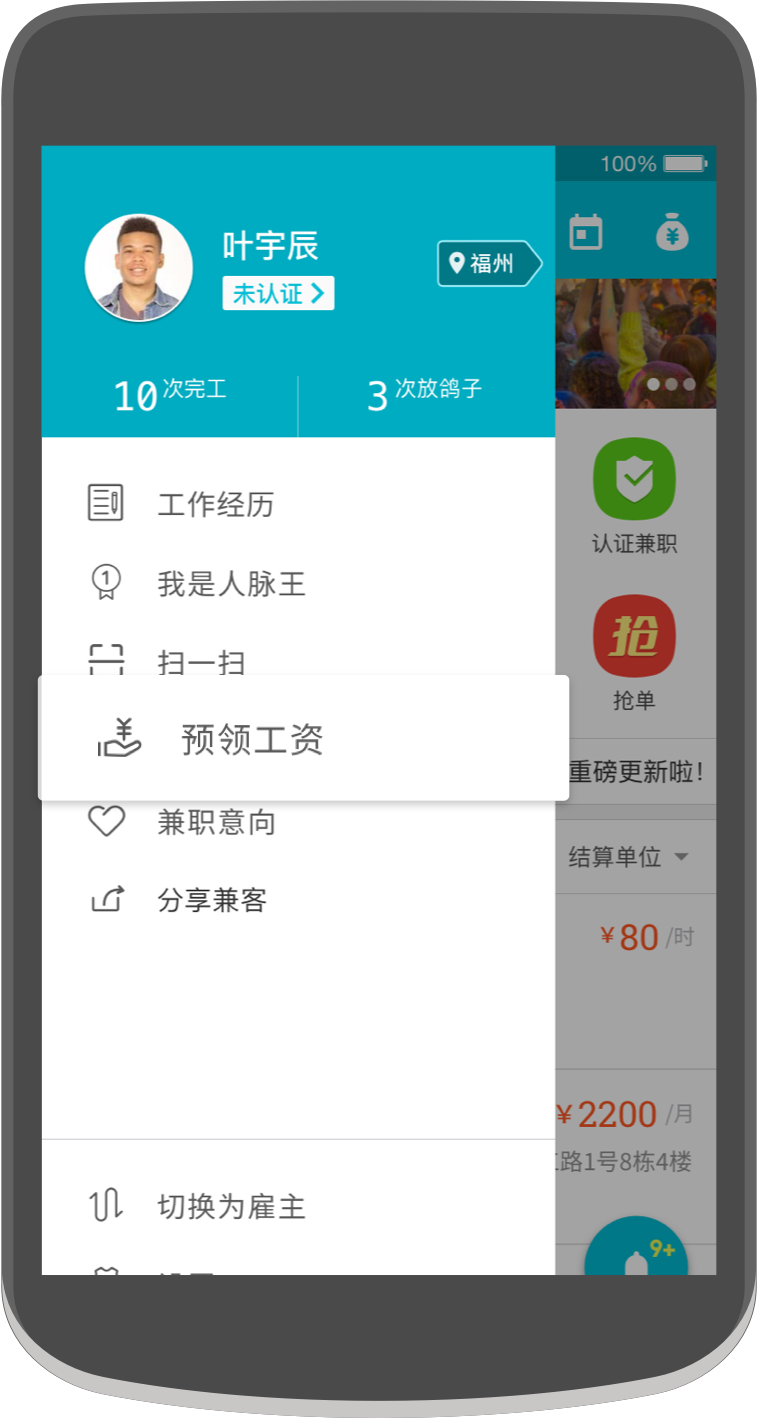 100%
叶宇辰
未认证
福州
10次完工
3次放鸽子
工作经历
1
我是人脉王
扫一扫
预领工资
兼职意向
分享兼客
切换为雇主
¥
认证兼职
抢
抢单
重磅更新啦!
结算单位
¥80/时
¥2200/月
路1号8栋4楼
9+